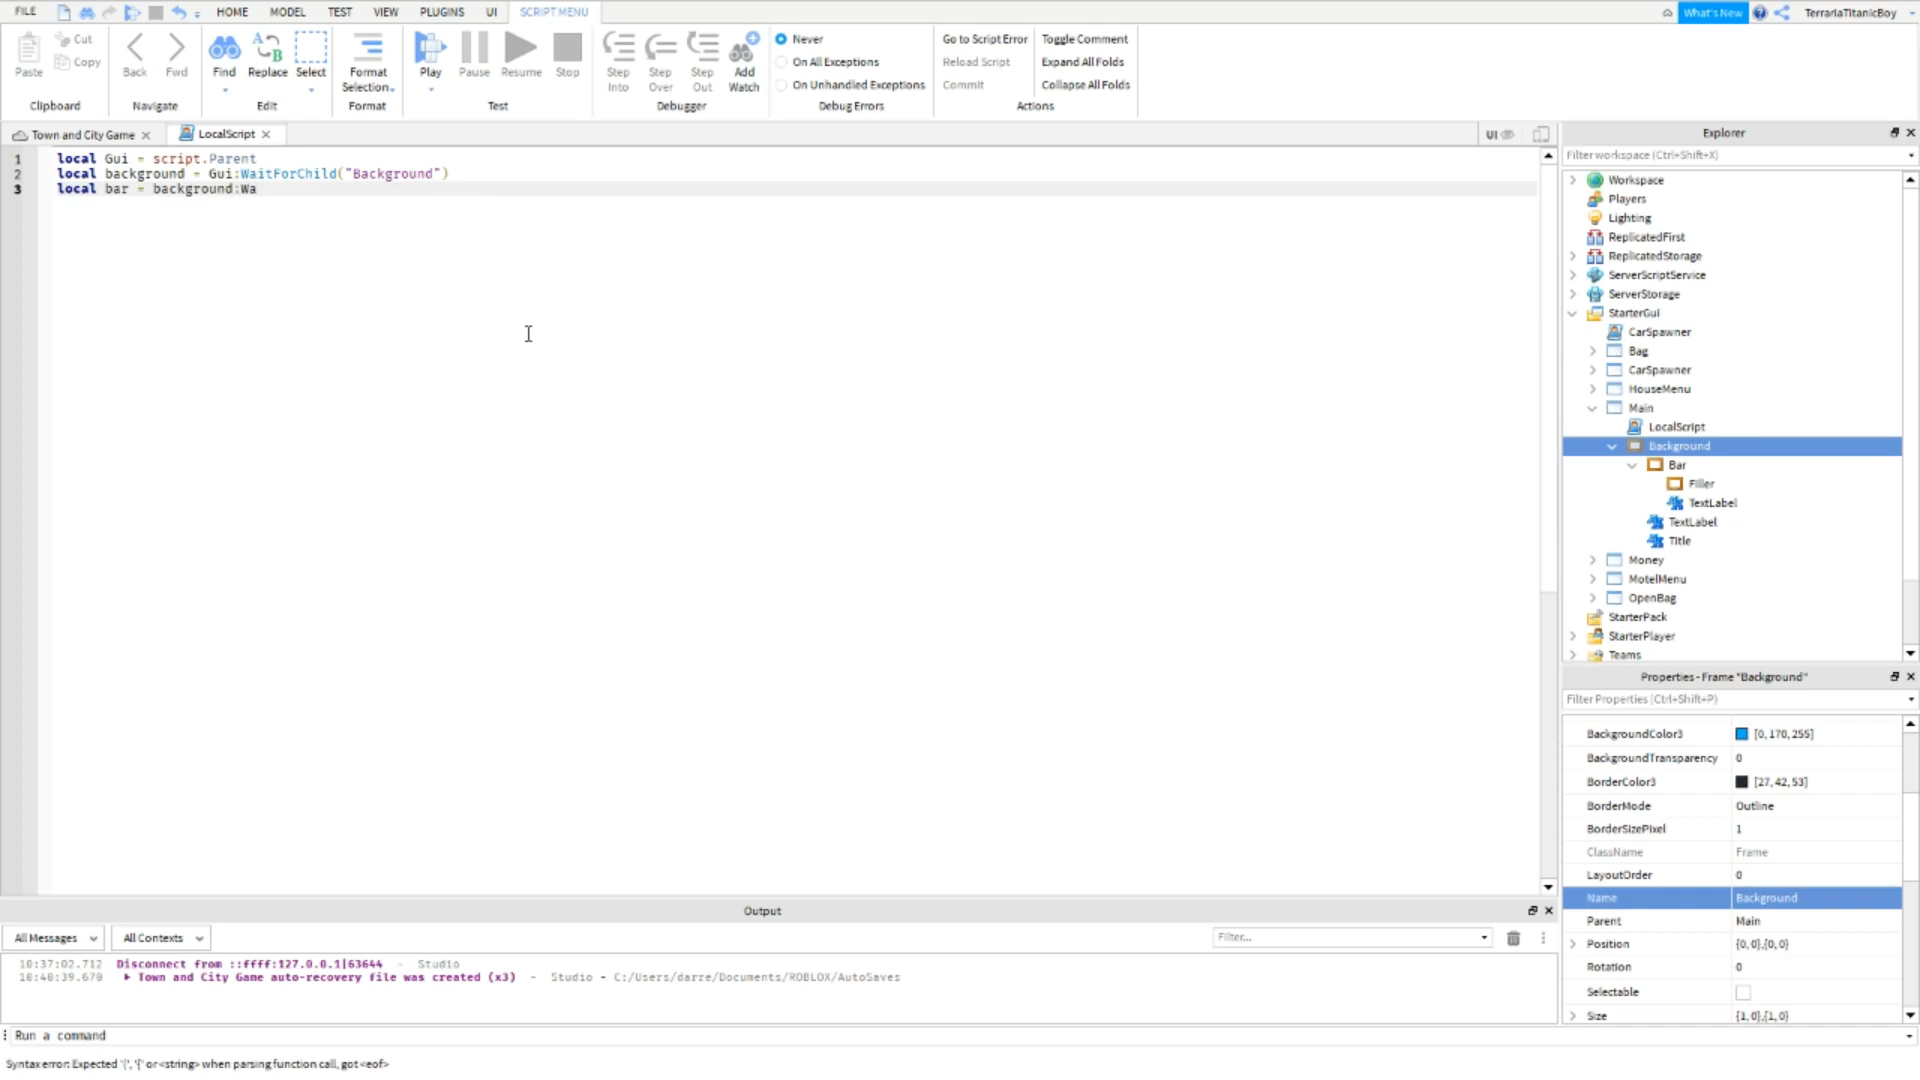 FILE HOME MODEL TEST VIEW PLUGINS UI SCRIPT MENU What's New TerrariaTitanicBoy
Paste Cut Copy Back Fwd Find Replace Select Format Selection Play Pause Resume Stop Step Into Step Over Step Out Add Watch
Never Go to Script Error Toggle Comment
On All Exceptions Reload Script Expand All Folds
On Unhandled Exceptions Commit Collapse All Folds
Clipboard Navigate Edit Format Test Debugger Debug Errors Actions
Town and City Game LocalScript UI
1 local Gui = script.Parent
2 local background = Gui:WaitForChild("Background")
3 local bar = background:Wa
Explorer
Filter workspace (Ctrl+Shift+X)
Workspace
Players
Lighting
ReplicatedFirst
ReplicatedStorage
ServerScriptService
ServerStorage
StarterGui
CarSpawner
Bag
CarSpawner
HouseMenu
Main
LocalScript
Background
Bar
Filler
TextLabel
TextLabel
Title
Money
MotelMenu
OpenBag
StarterPack
StarterPlayer
Teams
Properties - Frame "Background"
Filter Properties (Ctrl+Shift+P)
BackgroundColor3 [0, 170, 255]
BackgroundTransparency 0
BorderColor3 [27, 42, 53]
BorderMode Outline
BorderSizePixel 1
ClassName Frame
LayoutOrder 0
Name Background
Parent Main
Position {0, 0},{0, 0}
Rotation 0
Selectable
Size {1, 0},{1, 0}
Output
All Messages All Contexts Filter...
10:37:02.712 Disconnect from ::ffff:127.0.0.1|63644 - Studio
10:40:39.670 Town and City Game auto-recovery file was created (x3) - Studio - C:/Users/darre/Documents/ROBLOX/AutoSaves
Run a command
Syntax error: Expected '(', '{' or <string> when parsing function call, got <eof>